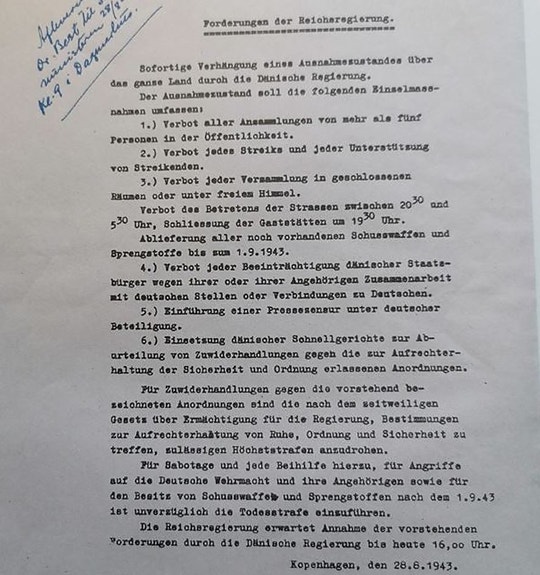 Afleveret
Dr. Best til
ministeren 28/8
Kl. 9 i Dagmarhus.
Forderungen der Reichsregierung.
Sofortige Verhängung eines Ausnahmezustandes über
das ganze Land durch die Dänische Regierung.
Der Ausnahmezustand soll die folgenden Einzelmass-
nahmen umfassen:
1.) Verbot aller Ansammlungen von mehr als fünf
Personen in der Öffentlichkeit.
2.) Verbot jedes Streiks und jeder Unterstützung
von Streikenden.
3.) Verbot jeder Versammlung in geschlossenen
Räumen oder unter freiem Himmel.
Verbot des Betretens der Strassen zwischen 20³⁰ und
5³⁰ Uhr, Schliessung der Gaststätten um 19³⁰ Uhr.
Ablieferung aller noch vorhandenen Schusswaffen und
Sprengstoffe bis zum 1.9.1943.
4.) Verbot jeder Beeinträchtigung dänischer Staats-
bürger wegen ihrer oder ihrer Angehörigen Zusammenarbeit
mit deutschen Stellen oder Verbindungen zu Deutschen.
5.) Einführung einer Pressezensur unter deutscher
Beteiligung.
6.) Einsetzung dänischer Schnellgerichte zur Ab-
urteilung von Zuwiderhandlungen gegen die zur Aufrechter-
haltung der Sicherheit und Ordnung erlassenen Anordnungen.
Für Zuwiderhandlungen gegen die vorstehend be-
zeichneten Anordnungen sind die nach dem zeitweiligen
Gesetz über Ermächtigung für die Regierung, Bestimmungen
zur Aufrechterhaltung von Ruhe, Ordnung und Sicherheit zu
treffen, zulässigen Höchststrafen anzudrohen.
Für Sabotage und jede Beihilfe hierzu, für Angriffe
auf die Deutsche Wehrmacht und ihre Angehörigen sowie für
den Besitz von Schusswaffen und Sprengstoffen nach dem 1.9.43
ist unverzüglich die Todesstrafe einzuführen.
Die Reichsregierung erwartet Annahme der vorstehenden
Forderungen durch die Dänische Regierung bis heute 16,oo Uhr.
Kopenhagen, den 28.8.1943.